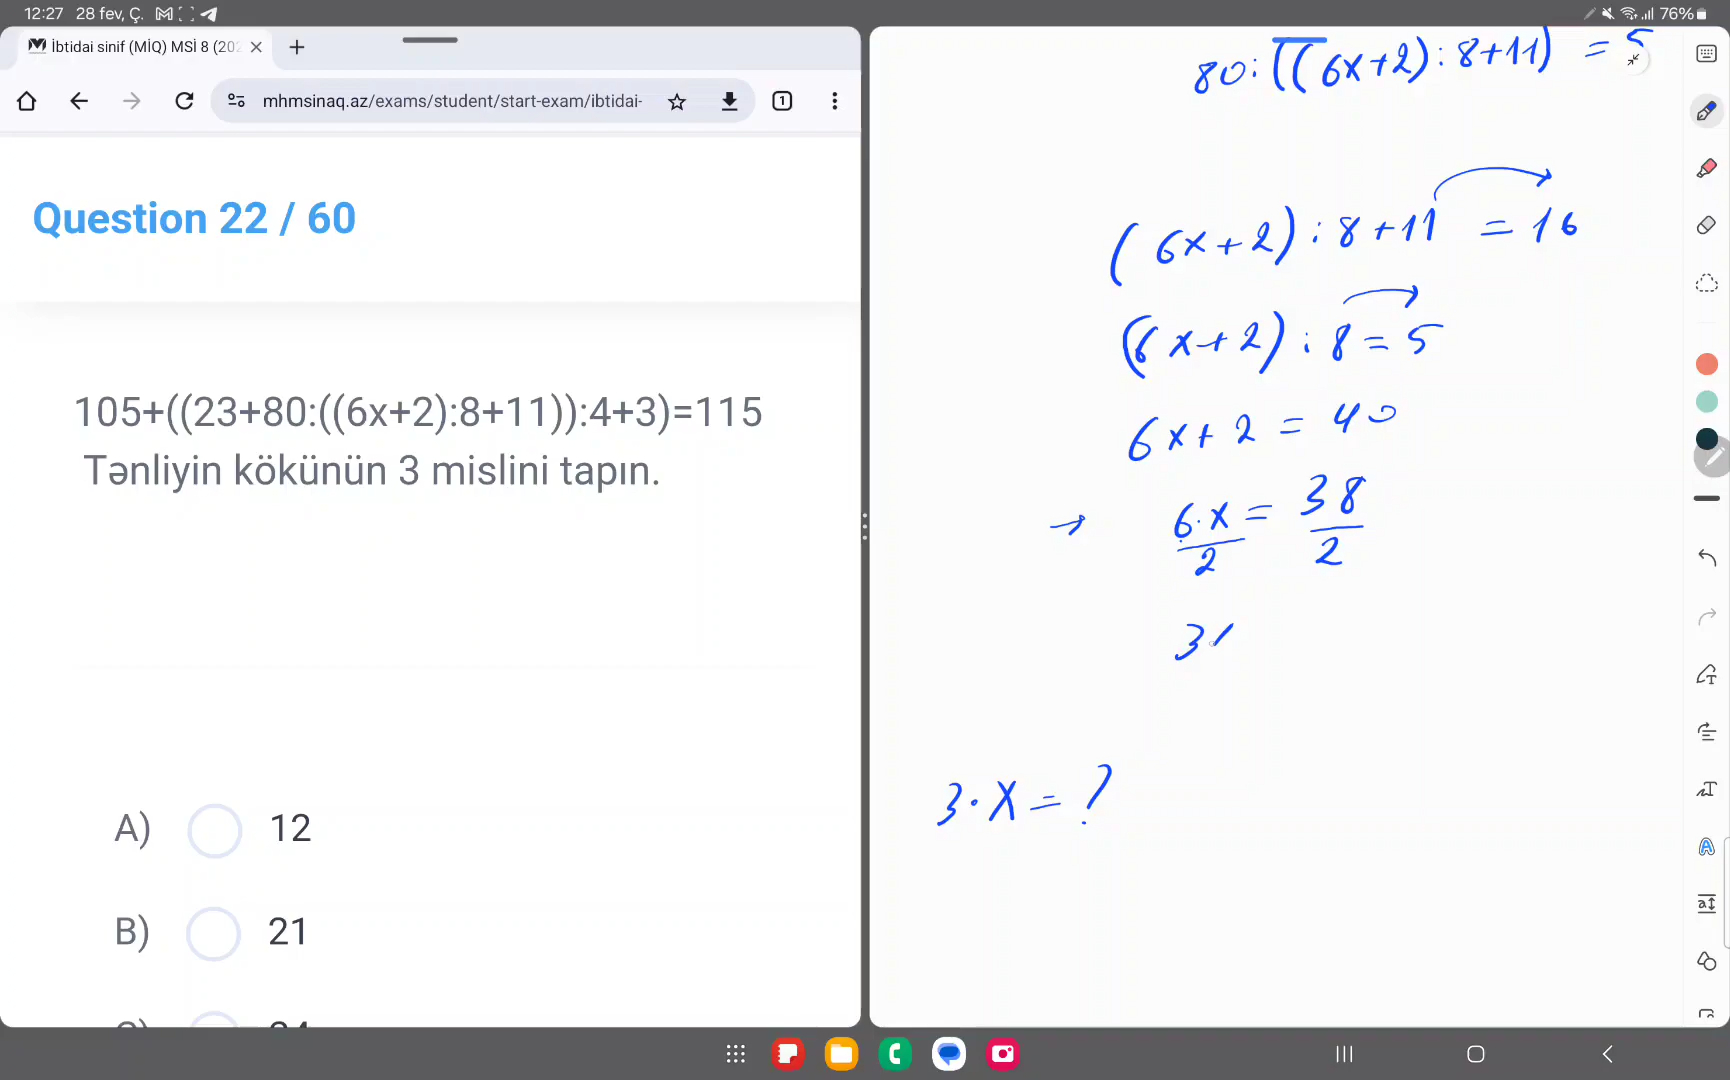 12:27 28 fev, Ç. 76%
İbtidai sinif (MİQ) MSİ 8 (202
mhmsinaq.az/exams/student/start-exam/ibtidai-
1
Question 22 / 60
105+((23+80:((6x+2):8+11)):4+3)=115
Tənliyin kökünün 3 mislini tapın.
A) 12
B) 21
80:((6x+2):8+11) = 5
(6x+2):8+11 = 16
(6x+2):8=5
6x+2 = 40
→ 6·x/2 = 38/2
3·x=?